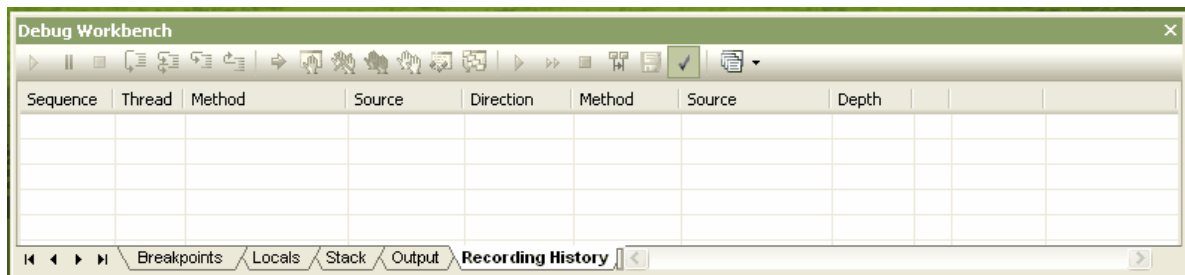 Debug Workbench
Sequence Thread Method Source Direction Method Source Depth
Breakpoints Locals Stack Output Recording History